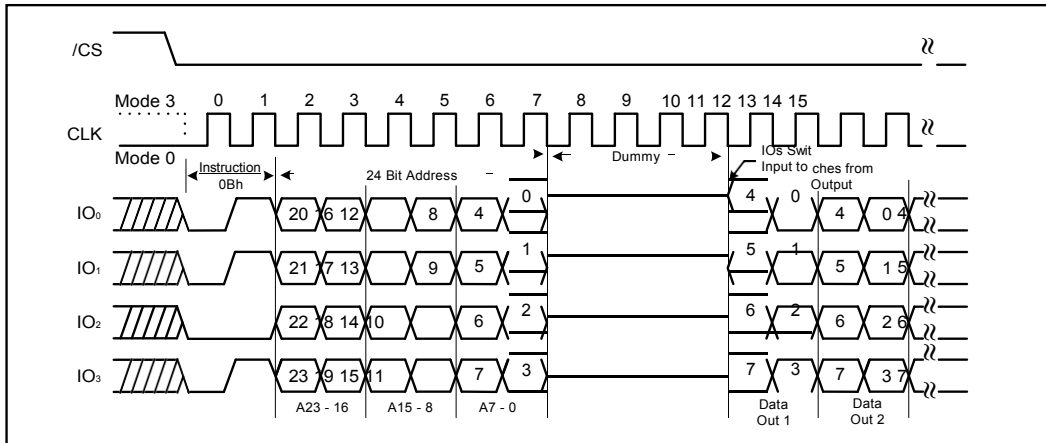 /CS
Mode 3 0 1 2 3 4 5 6 7 8 9 10 11 12 13 14 15
CLK
Mode 0
Instruction
0Bh
24 Bit Address
Dummy
IOs Swit
Input to ches from
Output
IO0 20 16 12 8 4 0 4 0 4 0 4
IO1 21 17 13 9 5 1 5 1 5 1 5
IO2 22 18 14 10 6 2 6 2 6 2 6
IO3 23 19 15 11 7 3 7 3 7 3 7
A23 - 16 A15 - 8 A7 - 0
Data
Out 1
Data
Out 2